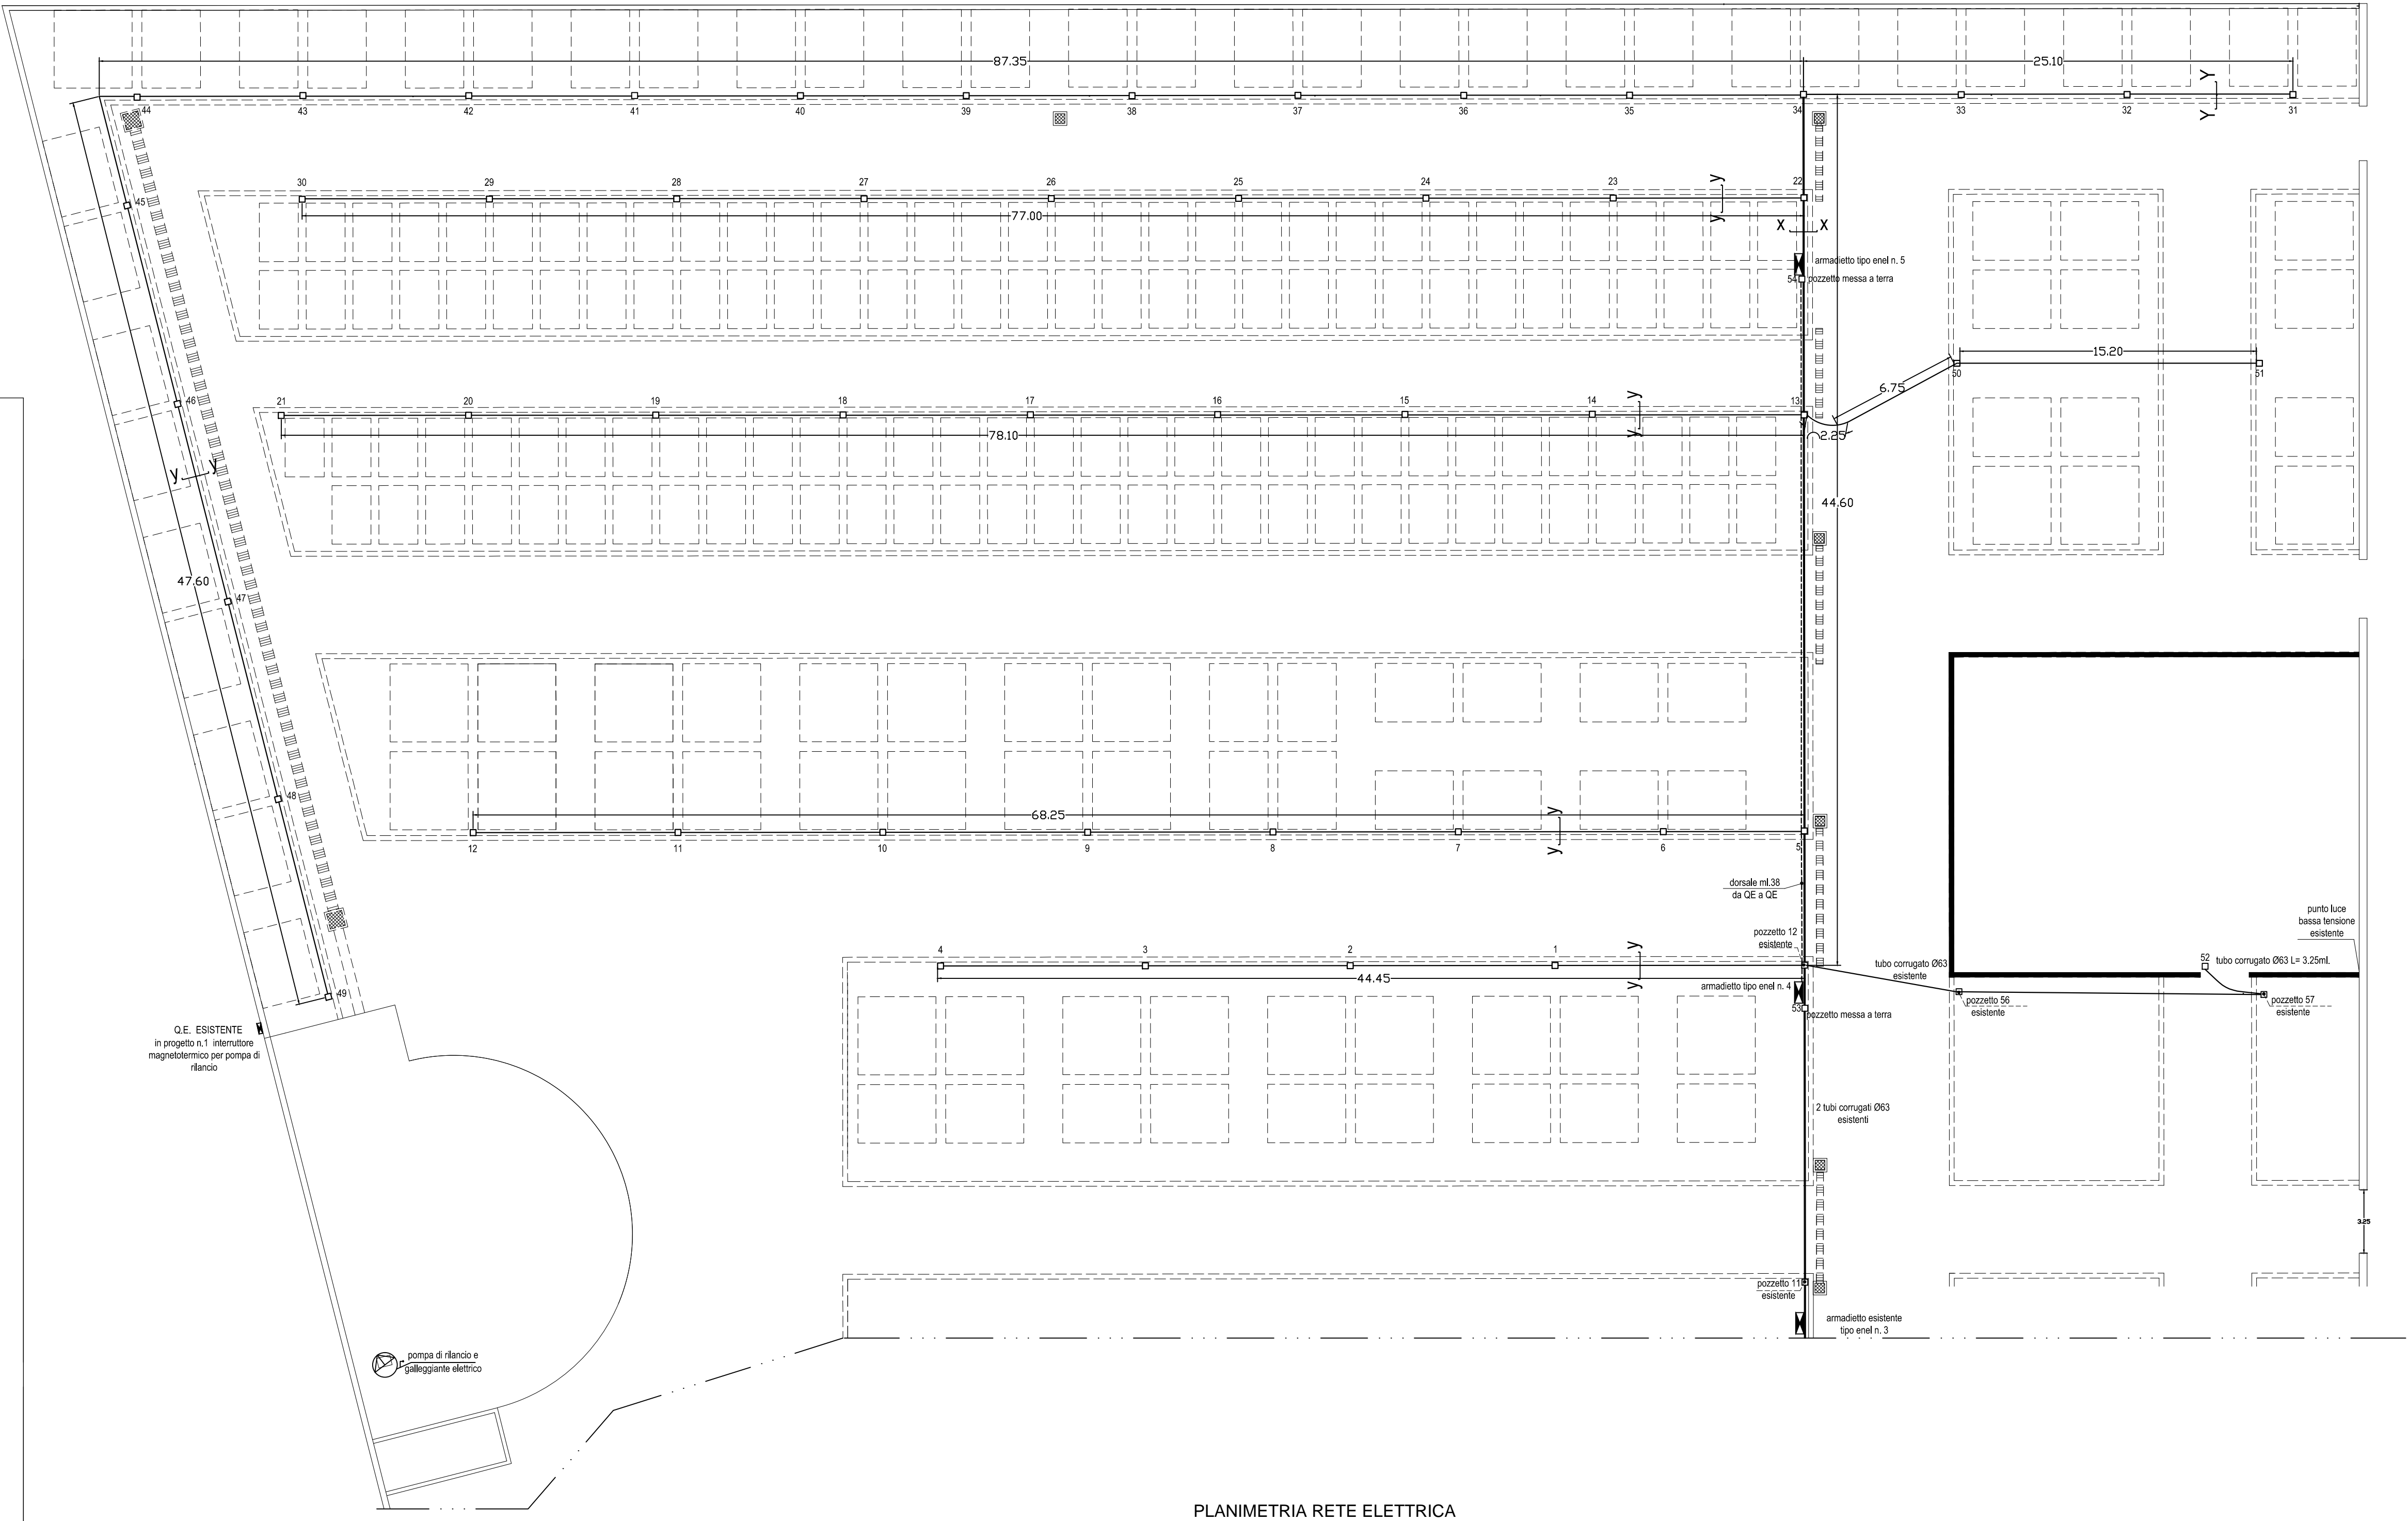 87.35
25.10
Y
Y
44
43
42
41
40
39
38
37
36
35
34
33
32
31
30
29
28
27
26
25
24
23
22
y
y
77.00
X
X
45
armadietto tipo enel n. 5
54
pozzetto messa a terra
15.20
50
51
6.75
46
21
20
19
18
17
16
15
14
13
y
y
78.10
2.25
y
y
44.60
47.60
47
48
68.25
y
y
12
11
10
9
8
7
6
5
dorsale ml.38
da QE a QE
punto luce
bassa tensione
esistente
pozzetto 12
esistente
4
3
2
1
y
y
44.45
49
tubo corrugato Ø63
esistente
52
tubo corrugato Ø63 L= 3.25ml.
armadietto tipo enel n. 4
53
pozzetto messa a terra
pozzetto 56
esistente
pozzetto 57
esistente
Q.E. ESISTENTE
in progetto n.1 interruttore
magnetotermico per pompa di
rilancio
2 tubi corrugati Ø63
esistenti
3.25
pozzetto 11
esistente
armadietto esistente
tipo enel n. 3
pompa di rilancio e
galleggiante elettrico
PLANIMETRIA RETE ELETTRICA